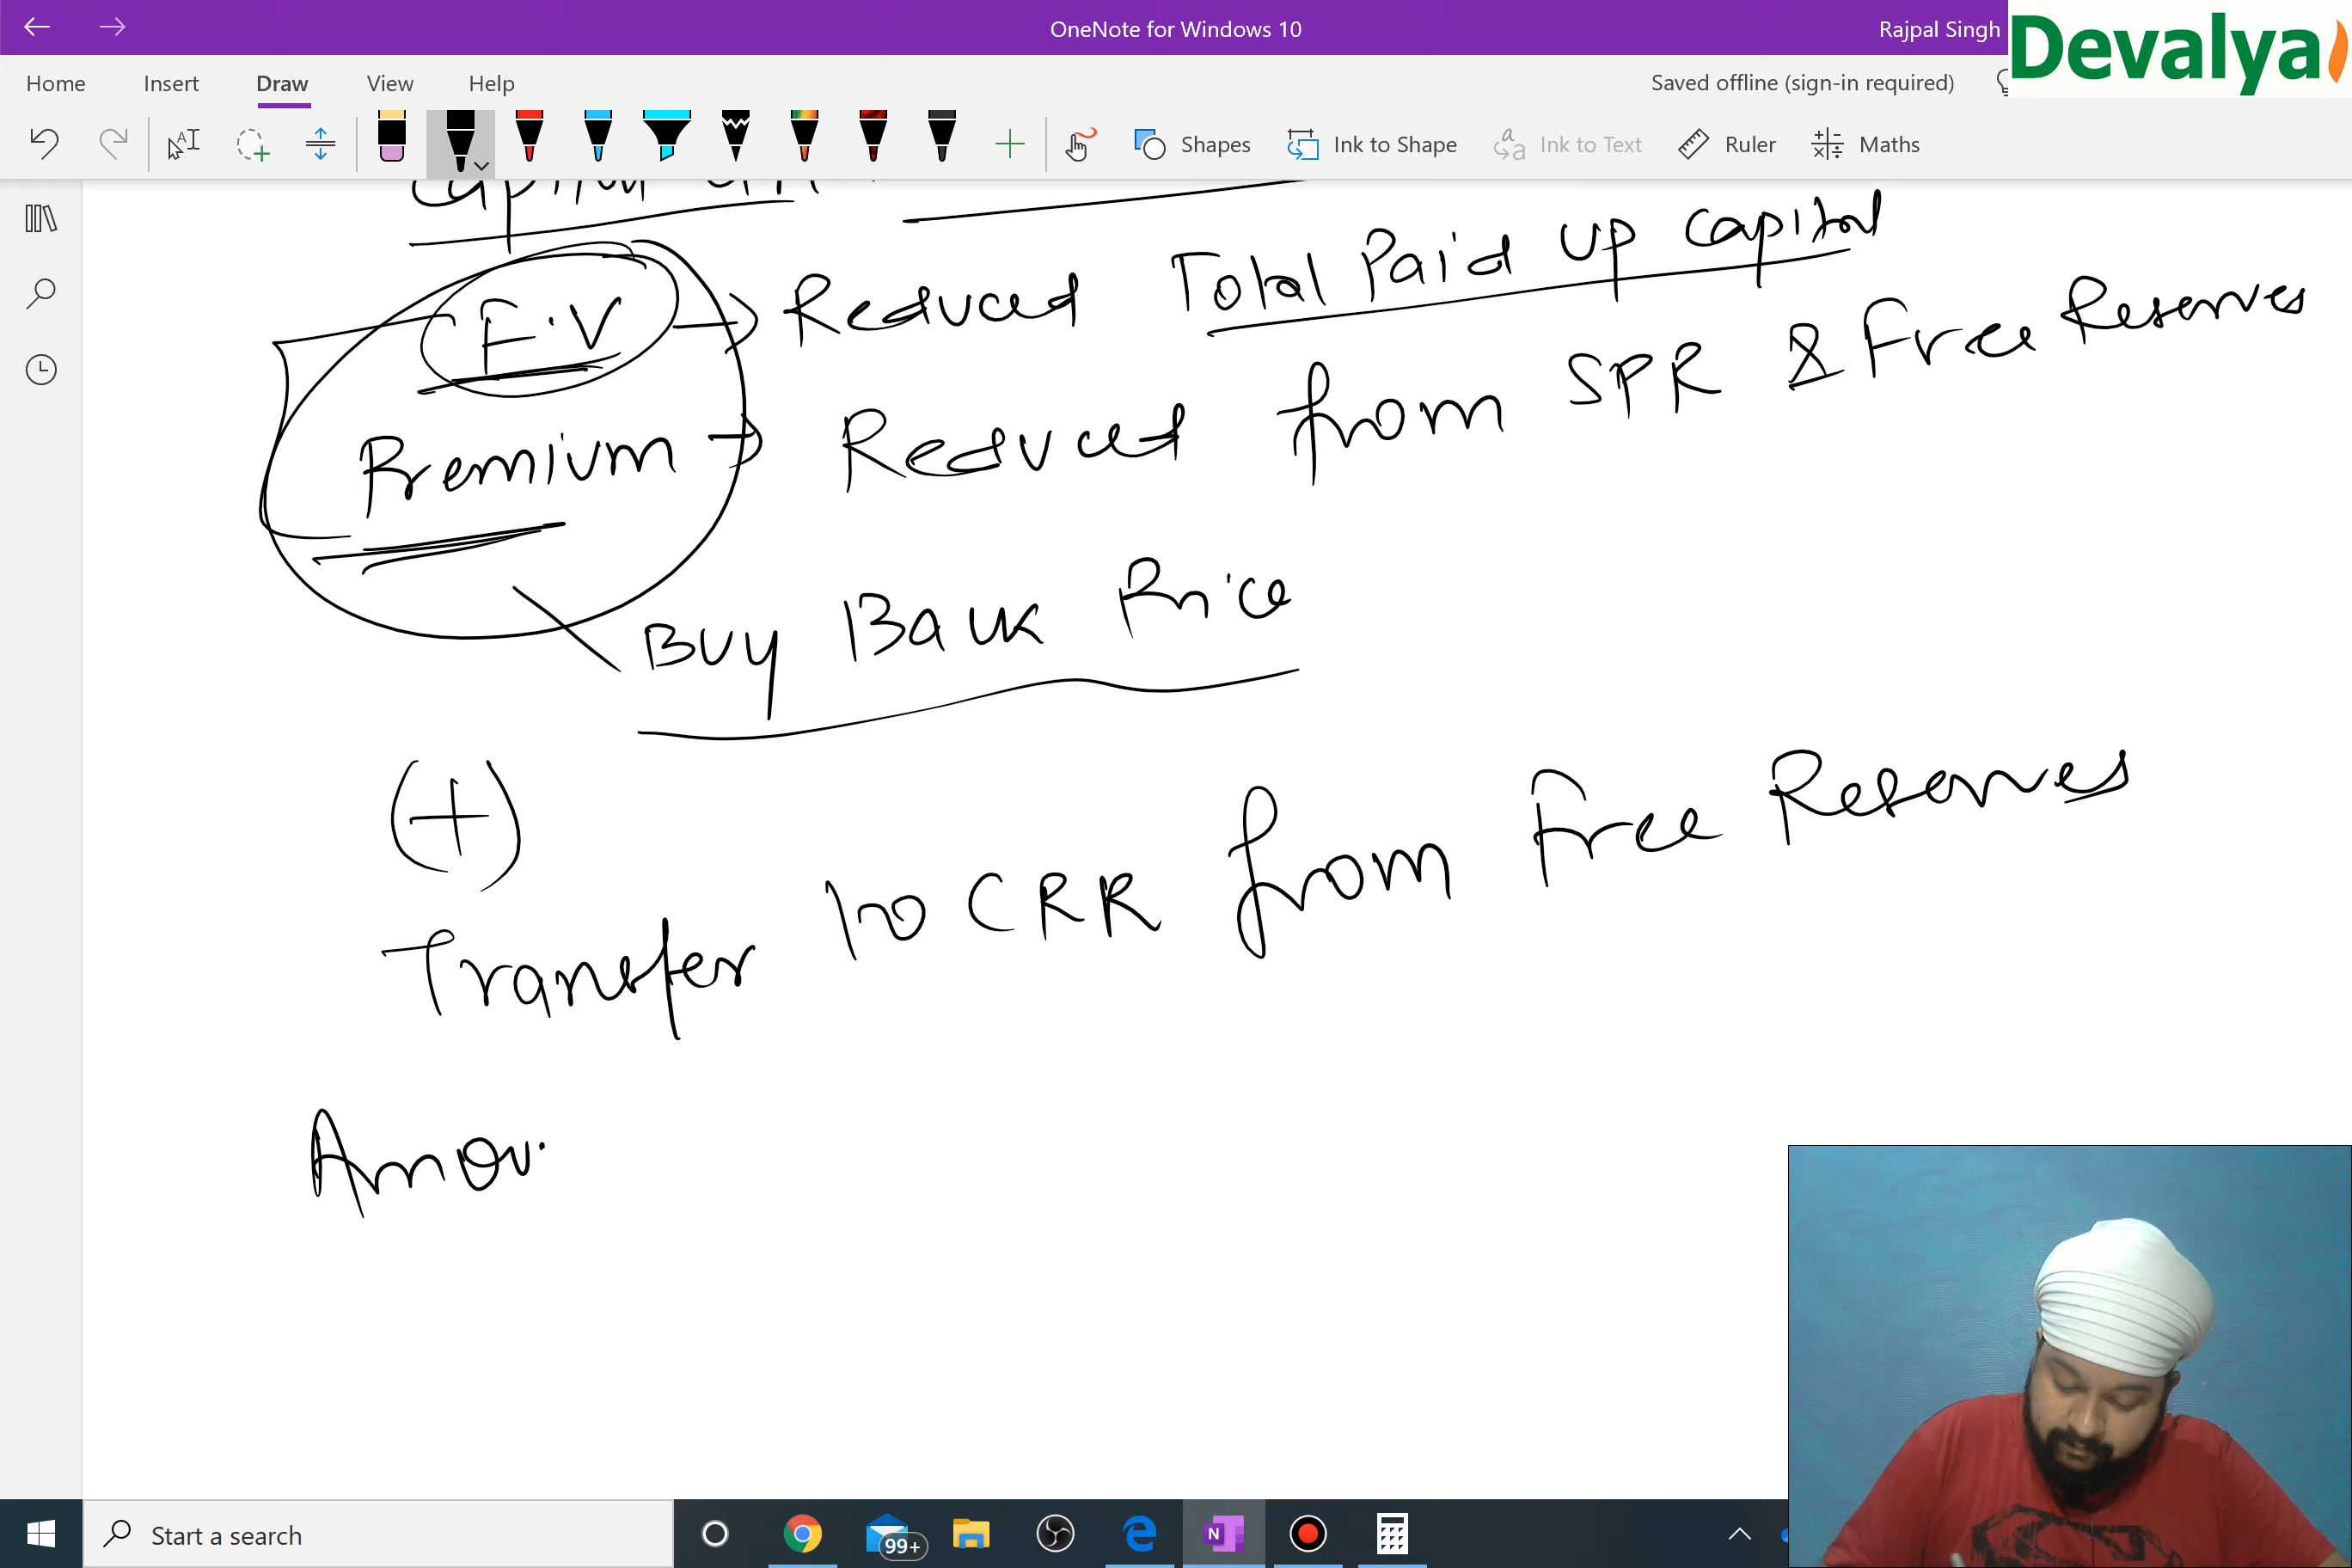 OneNote for Windows 10
Rajpal Singh
Devalya
Home Insert Draw View Help
Saved offline (sign-in required)
Shapes Ink to Shape Ink to Text Ruler Maths
F.V → Reduced Total Paid up capital
Premium → Reduced from SPR & Free Reserves
Buy Back Price
(+)
Transfer to CRR from Free Reserves
Amou
Start a search
99+